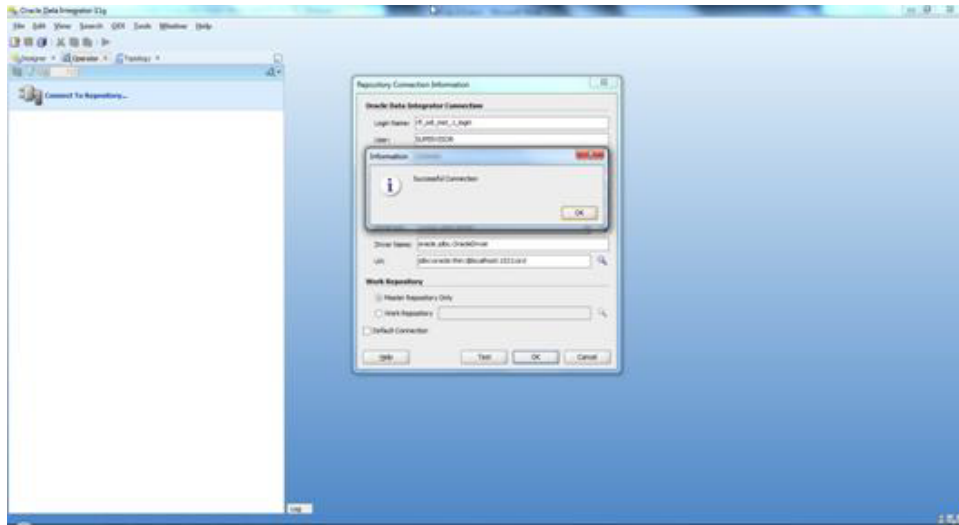 Oracle Data Integrator 11g
File Edit View Search ODI Tools Window Help
Designer Operator Topology
Connect To Repository...
Repository Connection Information
Oracle Data Integrator Connection
Login Name:
User: SUPERVISOR
Information
Successful Connection
OK
Driver Name: oracle.jdbc.OracleDriver
Url:
Work Repository
Master Repository Only
Work Repository
Default Connection
Help Test OK Cancel
Log